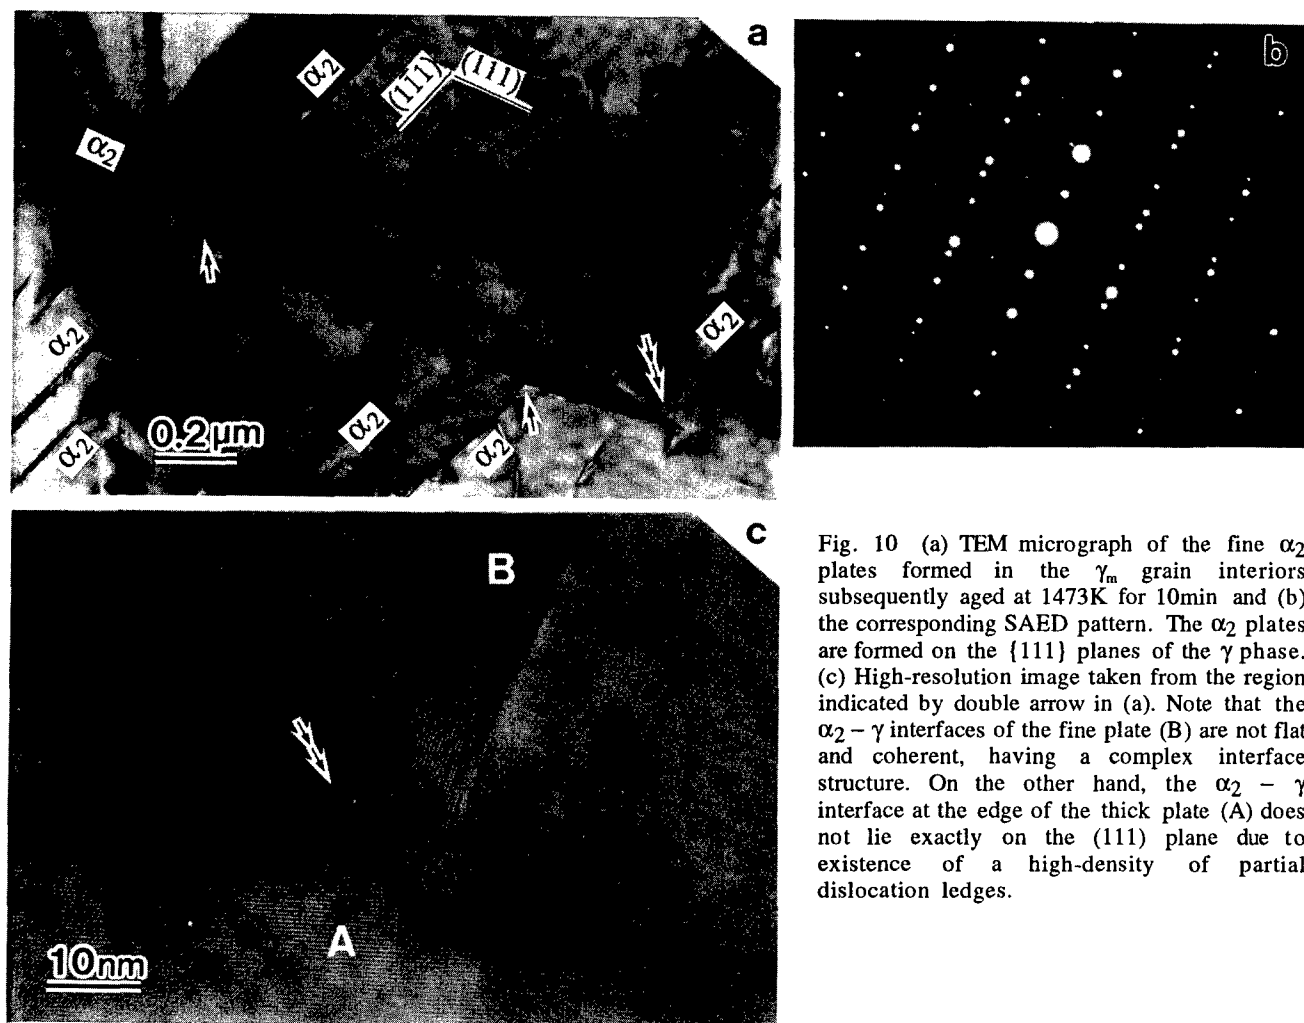 a
α2
(111) (111)
α2
b
α2
α2
0.2 μm
α2
α2
α2
c
B
A
10nm
Fig. 10 (a) TEM micrograph of the fine α2
plates formed in the γm grain interiors
subsequently aged at 1473K for 10min and (b)
the corresponding SAED pattern. The α2 plates
are formed on the {111} planes of the γ phase.
(c) High-resolution image taken from the region
indicated by double arrow in (a). Note that the
α2 – γ interfaces of the fine plate (B) are not flat
and coherent, having a complex interface
structure. On the other hand, the α2 – γ
interface at the edge of the thick plate (A) does
not lie exactly on the (111) plane due to
existence of a high-density of partial
dislocation ledges.